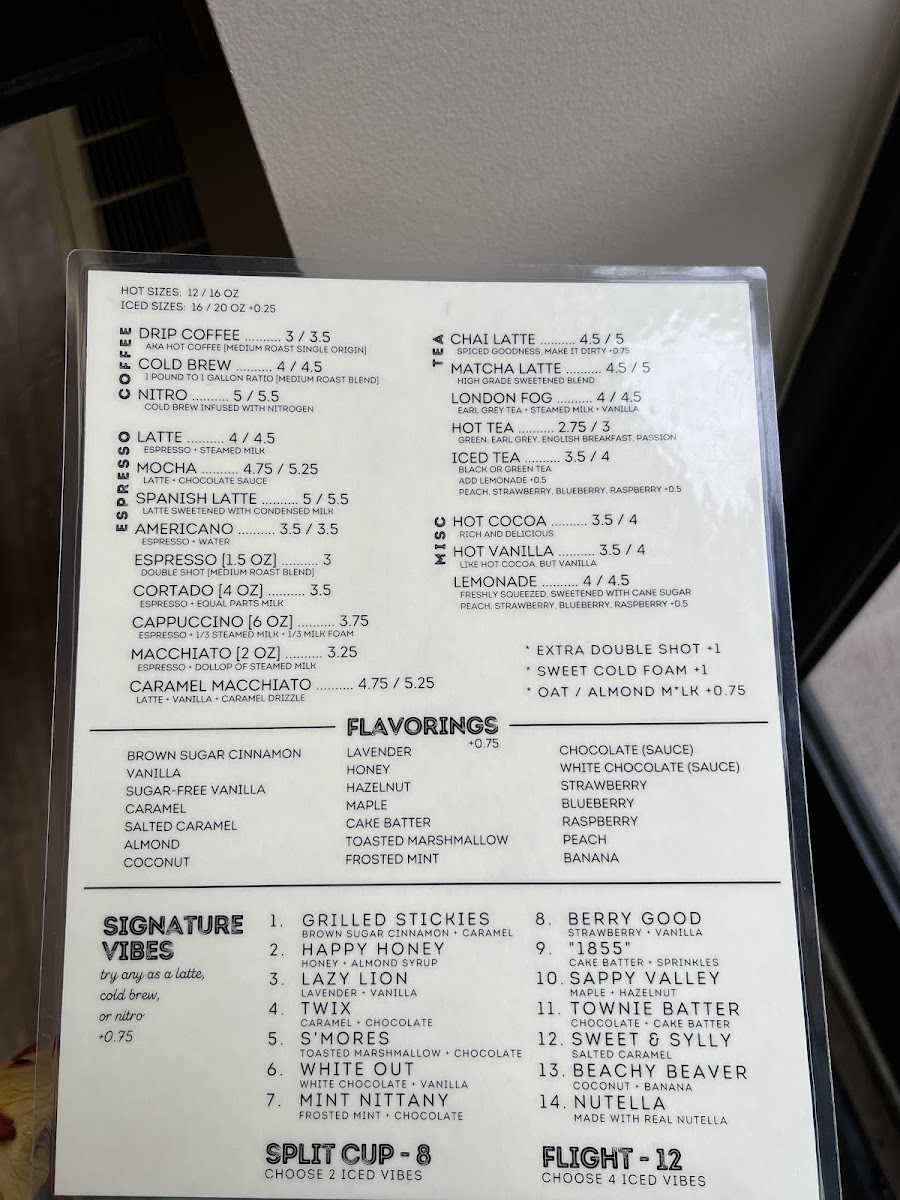 HOT SIZES: 12 / 16 OZ
ICED SIZES: 16 / 20 OZ +0.25
COFFEE
DRIP COFFEE .......... 3 / 3.5
AKA HOT COFFEE [MEDIUM ROAST SINGLE ORIGIN]
COLD BREW .......... 4 / 4.5
1 POUND TO 1 GALLON RATIO [MEDIUM ROAST BLEND]
NITRO .......... 5 / 5.5
COLD BREW INFUSED WITH NITROGEN
ESPRESSO
LATTE .......... 4 / 4.5
ESPRESSO + STEAMED MILK
MOCHA .......... 4.75 / 5.25
LATTE + CHOCOLATE SAUCE
SPANISH LATTE .......... 5 / 5.5
LATTE SWEETENED WITH CONDENSED MILK
AMERICANO .......... 3.5 / 3.5
ESPRESSO + WATER
ESPRESSO [1.5 OZ] .......... 3
DOUBLE SHOT [MEDIUM ROAST BLEND]
CORTADO [4 OZ] .......... 3.5
ESPRESSO + EQUAL PARTS MILK
CAPPUCCINO [6 OZ] .......... 3.75
ESPRESSO + 1/3 STEAMED MILK + 1/3 MILK FOAM
MACCHIATO [2 OZ] .......... 3.25
ESPRESSO + DOLLOP OF STEAMED MILK
CARAMEL MACCHIATO .......... 4.75 / 5.25
LATTE + VANILLA + CARAMEL DRIZZLE
TEA
CHAI LATTE .......... 4.5 / 5
SPICED GOODNESS, MAKE IT DIRTY +0.75
MATCHA LATTE .......... 4.5 / 5
HIGH GRADE SWEETENED BLEND
LONDON FOG .......... 4 / 4.5
EARL GREY TEA + STEAMED MILK + VANILLA
HOT TEA .......... 2.75 / 3
GREEN, EARL GREY, ENGLISH BREAKFAST, PASSION
ICED TEA .......... 3.5 / 4
BLACK OR GREEN TEA
ADD LEMONADE +0.5
PEACH, STRAWBERRY, BLUEBERRY, RASPBERRY +0.5
MISC
HOT COCOA .......... 3.5 / 4
RICH AND DELICIOUS
HOT VANILLA .......... 3.5 / 4
LIKE HOT COCOA, BUT VANILLA
LEMONADE .......... 4 / 4.5
FRESHLY SQUEEZED, SWEETENED WITH CANE SUGAR
PEACH, STRAWBERRY, BLUEBERRY, RASPBERRY +0.5
* EXTRA DOUBLE SHOT +1
* SWEET COLD FOAM +1
* OAT / ALMOND M*LK +0.75
FLAVORINGS
+0.75
BROWN SUGAR CINNAMON
VANILLA
SUGAR-FREE VANILLA
CARAMEL
SALTED CARAMEL
ALMOND
COCONUT
LAVENDER
HONEY
HAZELNUT
MAPLE
CAKE BATTER
TOASTED MARSHMALLOW
FROSTED MINT
CHOCOLATE (SAUCE)
WHITE CHOCOLATE (SAUCE)
STRAWBERRY
BLUEBERRY
RASPBERRY
PEACH
BANANA
SIGNATURE
VIBES
try any as a latte,
cold brew,
or nitro
+0.75
1. GRILLED STICKIES
BROWN SUGAR CINNAMON + CARAMEL
2. HAPPY HONEY
HONEY + ALMOND SYRUP
3. LAZY LION
LAVENDER + VANILLA
4. TWIX
CARAMEL + CHOCOLATE
5. S'MORES
TOASTED MARSHMALLOW + CHOCOLATE
6. WHITE OUT
WHITE CHOCOLATE + VANILLA
7. MINT NITTANY
FROSTED MINT + CHOCOLATE
8. BERRY GOOD
STRAWBERRY + VANILLA
9. "1855"
CAKE BATTER + SPRINKLES
10. SAPPY VALLEY
MAPLE + HAZELNUT
11. TOWNIE BATTER
CHOCOLATE + CAKE BATTER
12. SWEET & SYLLY
SALTED CARAMEL
13. BEACHY BEAVER
COCONUT + BANANA
14. NUTELLA
MADE WITH REAL NUTELLA
SPLIT CUP - 8
CHOOSE 2 ICED VIBES
FLIGHT - 12
CHOOSE 4 ICED VIBES